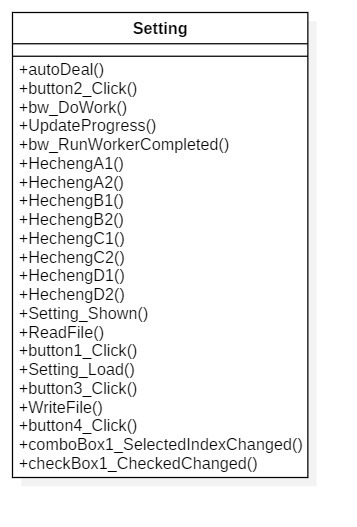 Setting
+autoDeal()
+button2_Click()
+bw_DoWork()
+UpdateProgress()
+bw_RunWorkerCompleted()
+HechengA1()
+HechengA2()
+HechengB1()
+HechengB2()
+HechengC1()
+HechengC2()
+HechengD1()
+HechengD2()
+Setting_Shown()
+ReadFile()
+button1_Click()
+Setting_Load()
+button3_Click()
+WriteFile()
+button4_Click()
+comboBox1_SelectedIndexChanged()
+checkBox1_CheckedChanged()